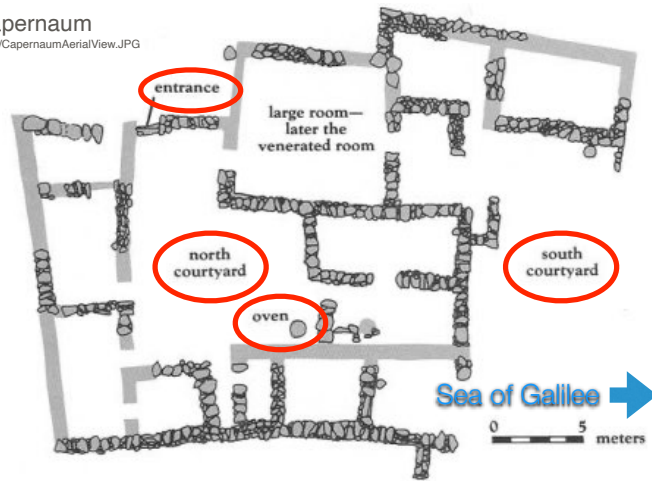 pernaum
/CapernaumAerialView.JPG
entrance
large room—
later the
venerated room
north
courtyard
south
courtyard
oven
Sea of Galilee
0 5
meters